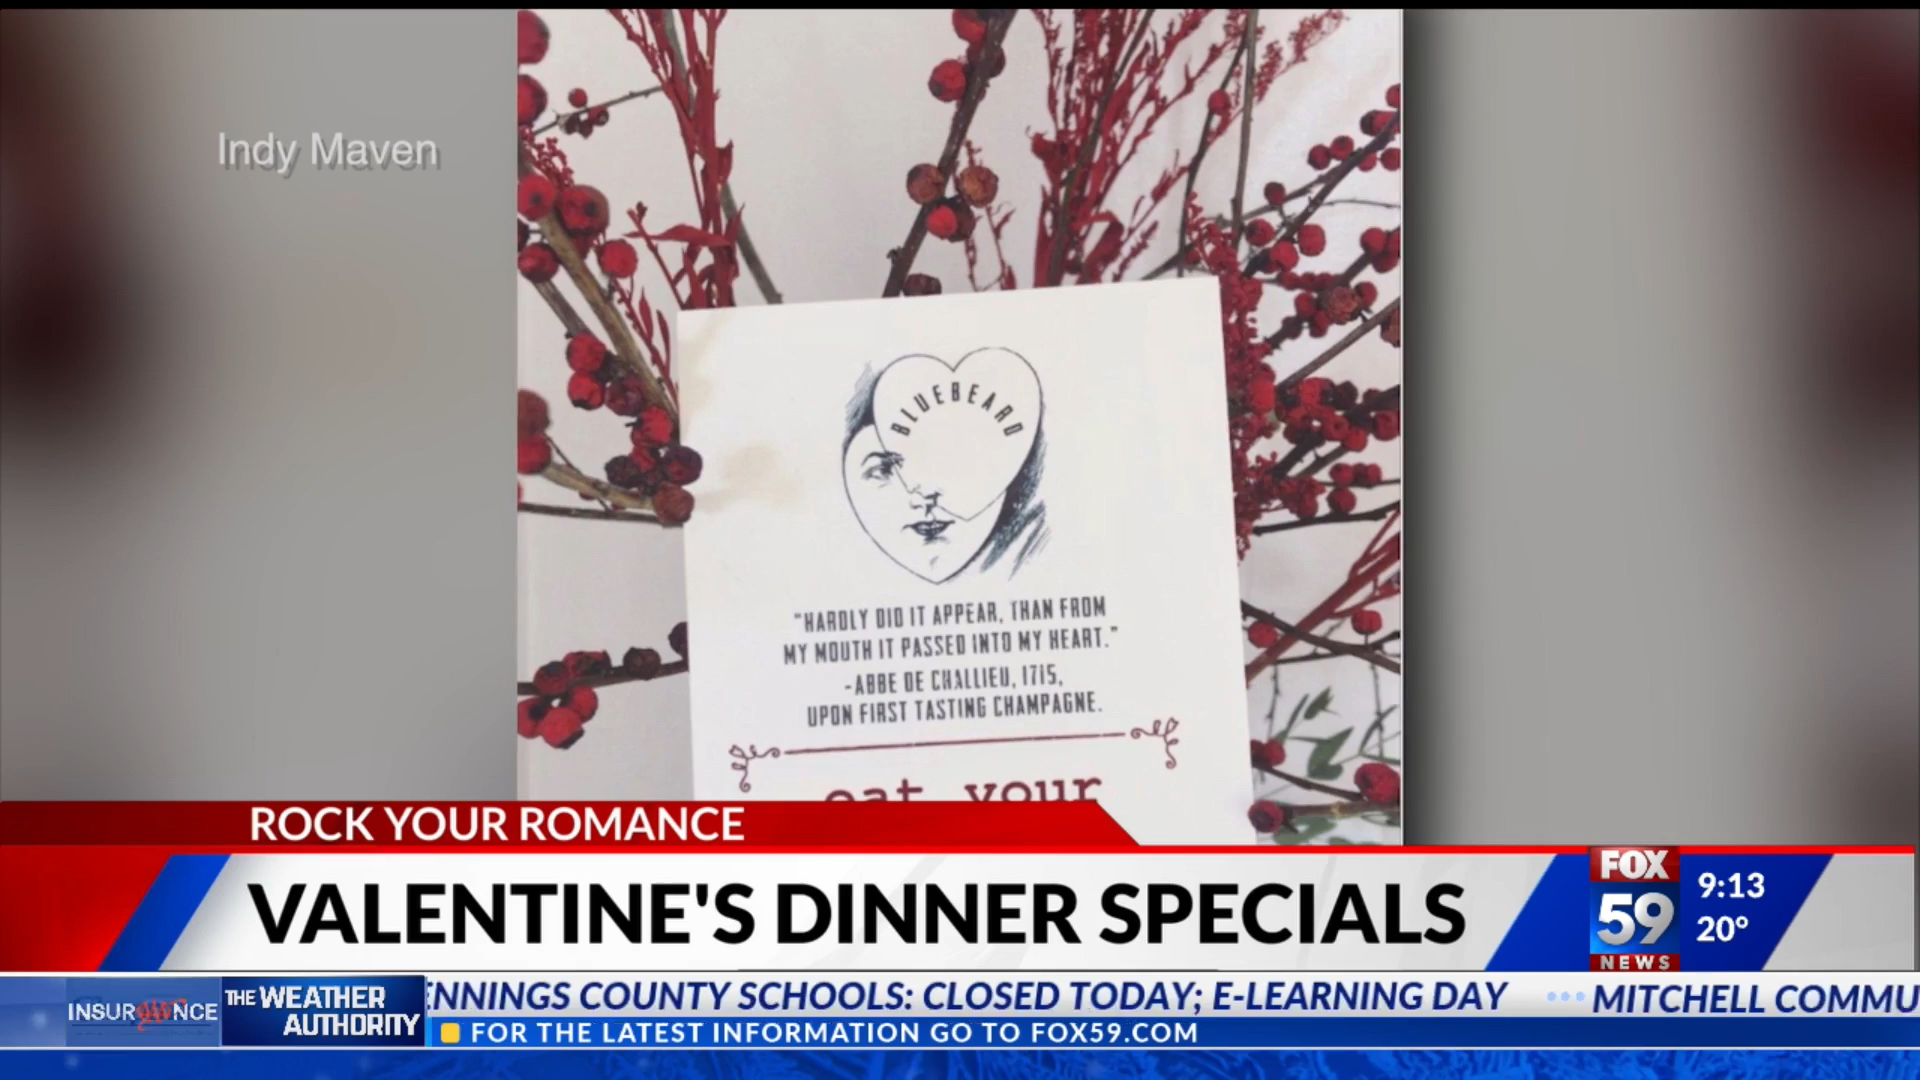 Indy Maven
BLUEBEARD
"HARDLY DID IT APPEAR, THAN FROM
MY MOUTH IT PASSED INTO MY HEART."
-ABBE DE CHALLIEU, 1715,
UPON FIRST TASTING CHAMPAGNE.
eat your
ROCK YOUR ROMANCE
VALENTINE'S DINNER SPECIALS
FOX
59
NEWS
9:13
20°
THE WEATHER
AUTHORITY
ENNINGS COUNTY SCHOOLS: CLOSED TODAY; E-LEARNING DAY ••• MITCHELL COMMU
FOR THE LATEST INFORMATION GO TO FOX59.COM